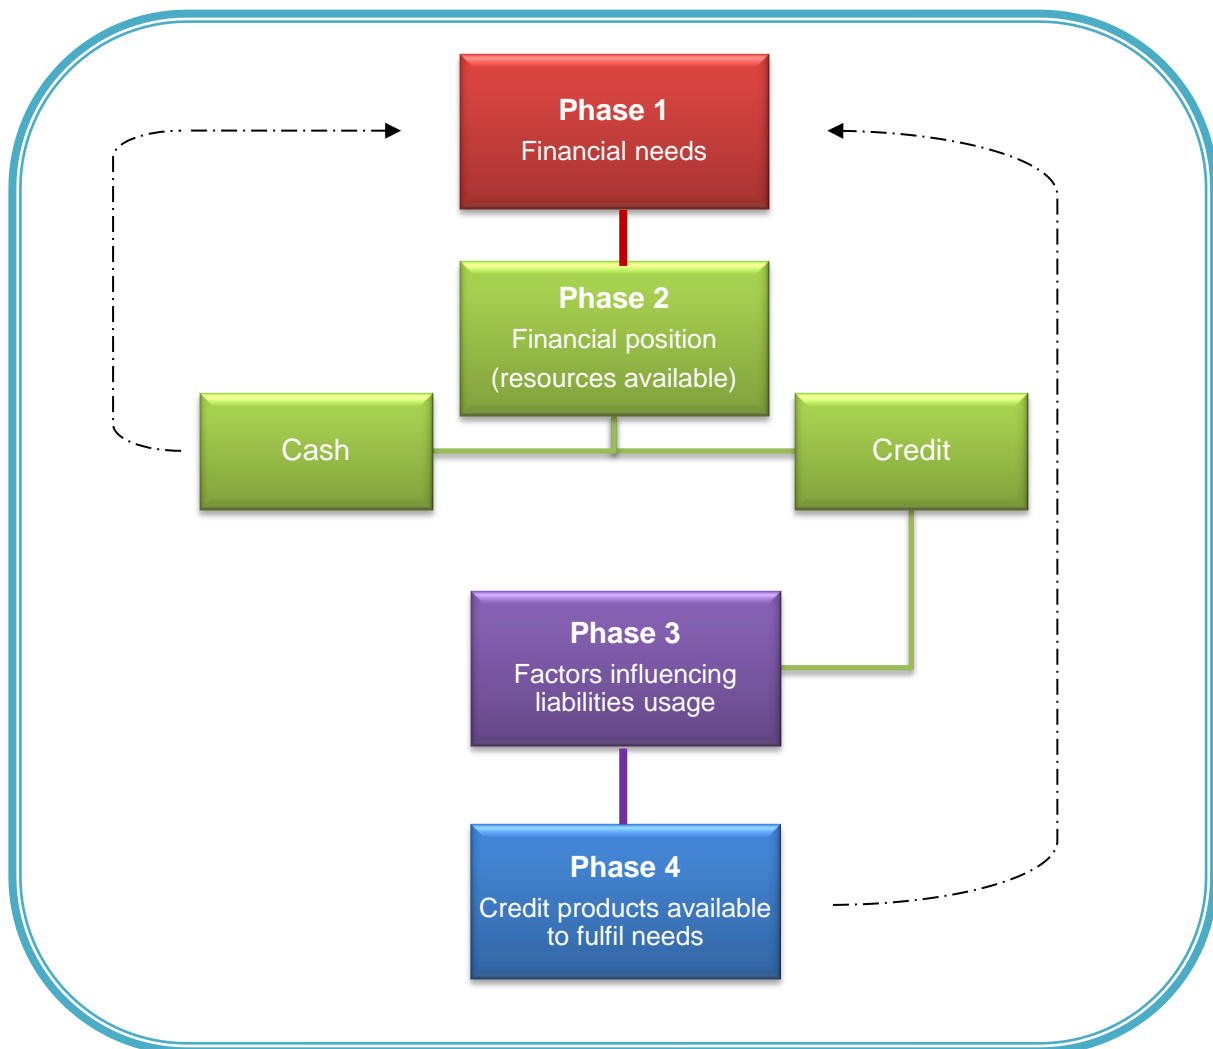 Phase 1
Financial needs
Phase 2
Financial position
(resources available)
Cash
Credit
Phase 3
Factors influencing
liabilities usage
Phase 4
Credit products available
to fulfil needs